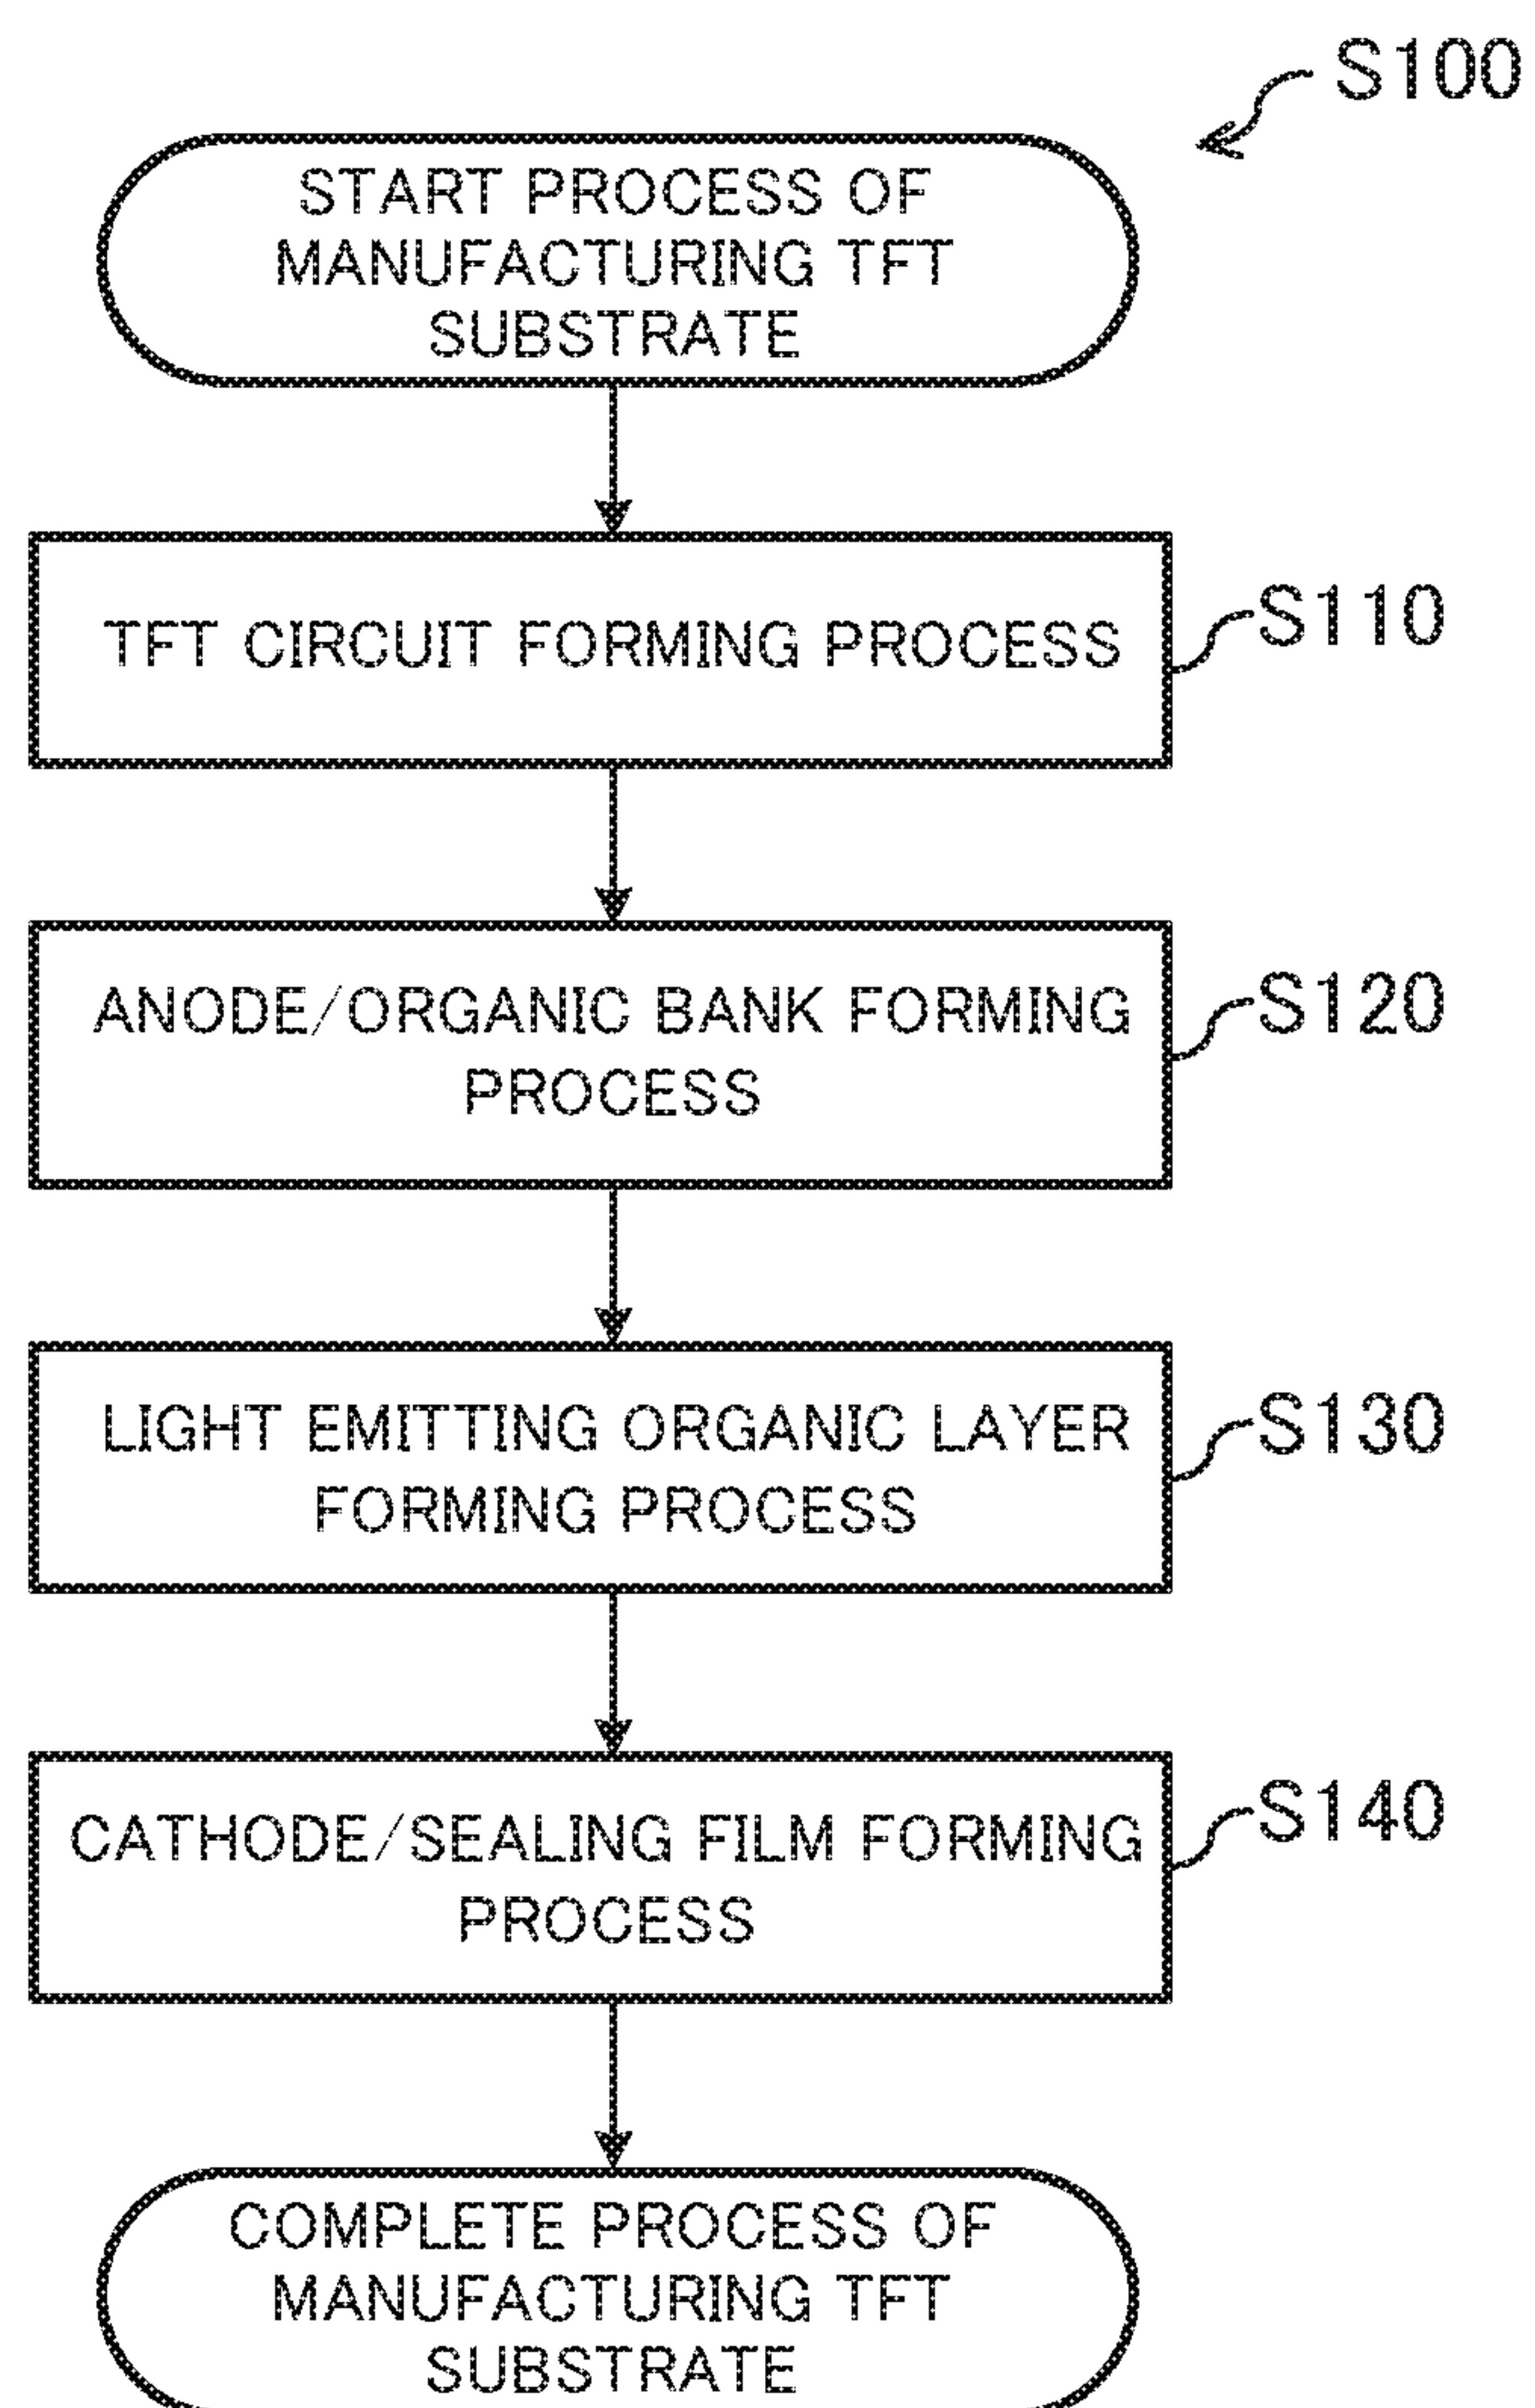 S100
START PROCESS OF
MANUFACTURING TFT
SUBSTRATE
TFT CIRCUIT FORMING PROCESS
S110
ANODE/ORGANIC BANK FORMING
PROCESS
S120
LIGHT EMITTING ORGANIC LAYER
FORMING PROCESS
S130
CATHODE/SEALING FILM FORMING
PROCESS
S140
COMPLETE PROCESS OF
MANUFACTURING TFT
SUBSTRATE